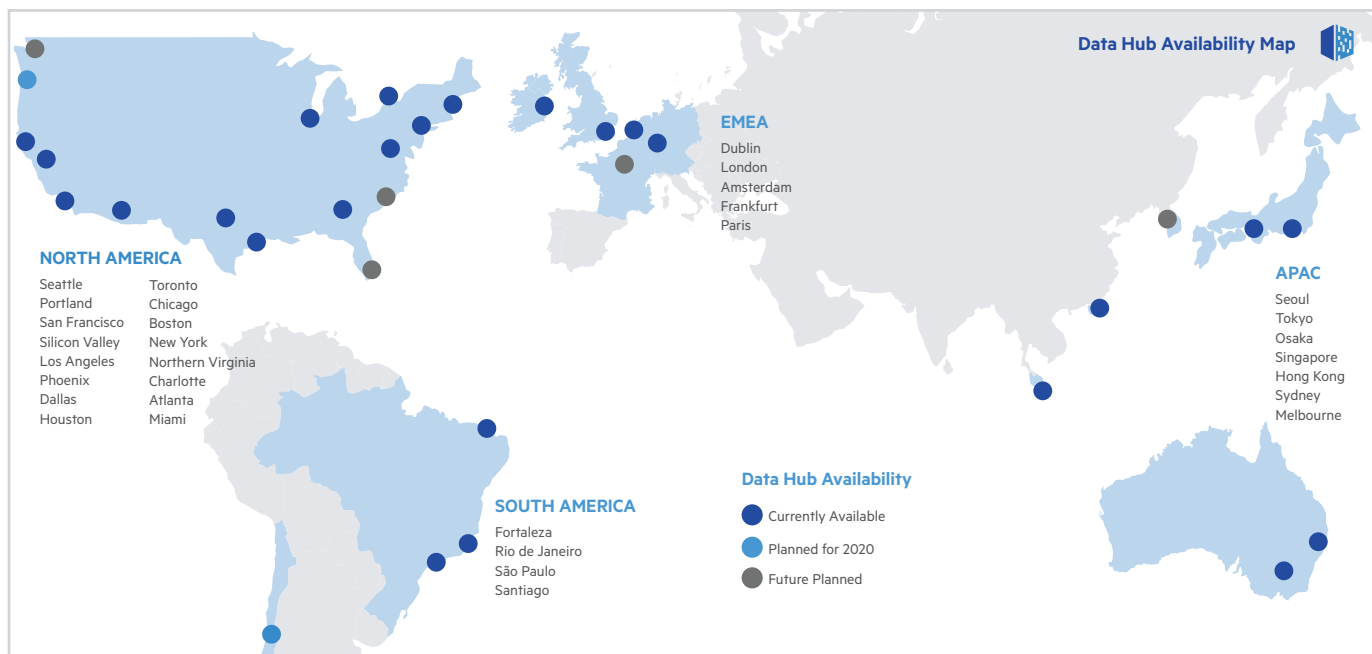 Data Hub Availability Map
EMEA
Dublin
London
Amsterdam
Frankfurt
Paris
NORTH AMERICA
Seattle
Portland
San Francisco
Silicon Valley
Los Angeles
Phoenix
Dallas
Houston
Toronto
Chicago
Boston
New York
Northern Virginia
Charlotte
Atlanta
Miami
APAC
Seoul
Tokyo
Osaka
Singapore
Hong Kong
Sydney
Melbourne
SOUTH AMERICA
Fortaleza
Rio de Janeiro
São Paulo
Santiago
Data Hub Availability
Currently Available
Planned for 2020
Future Planned